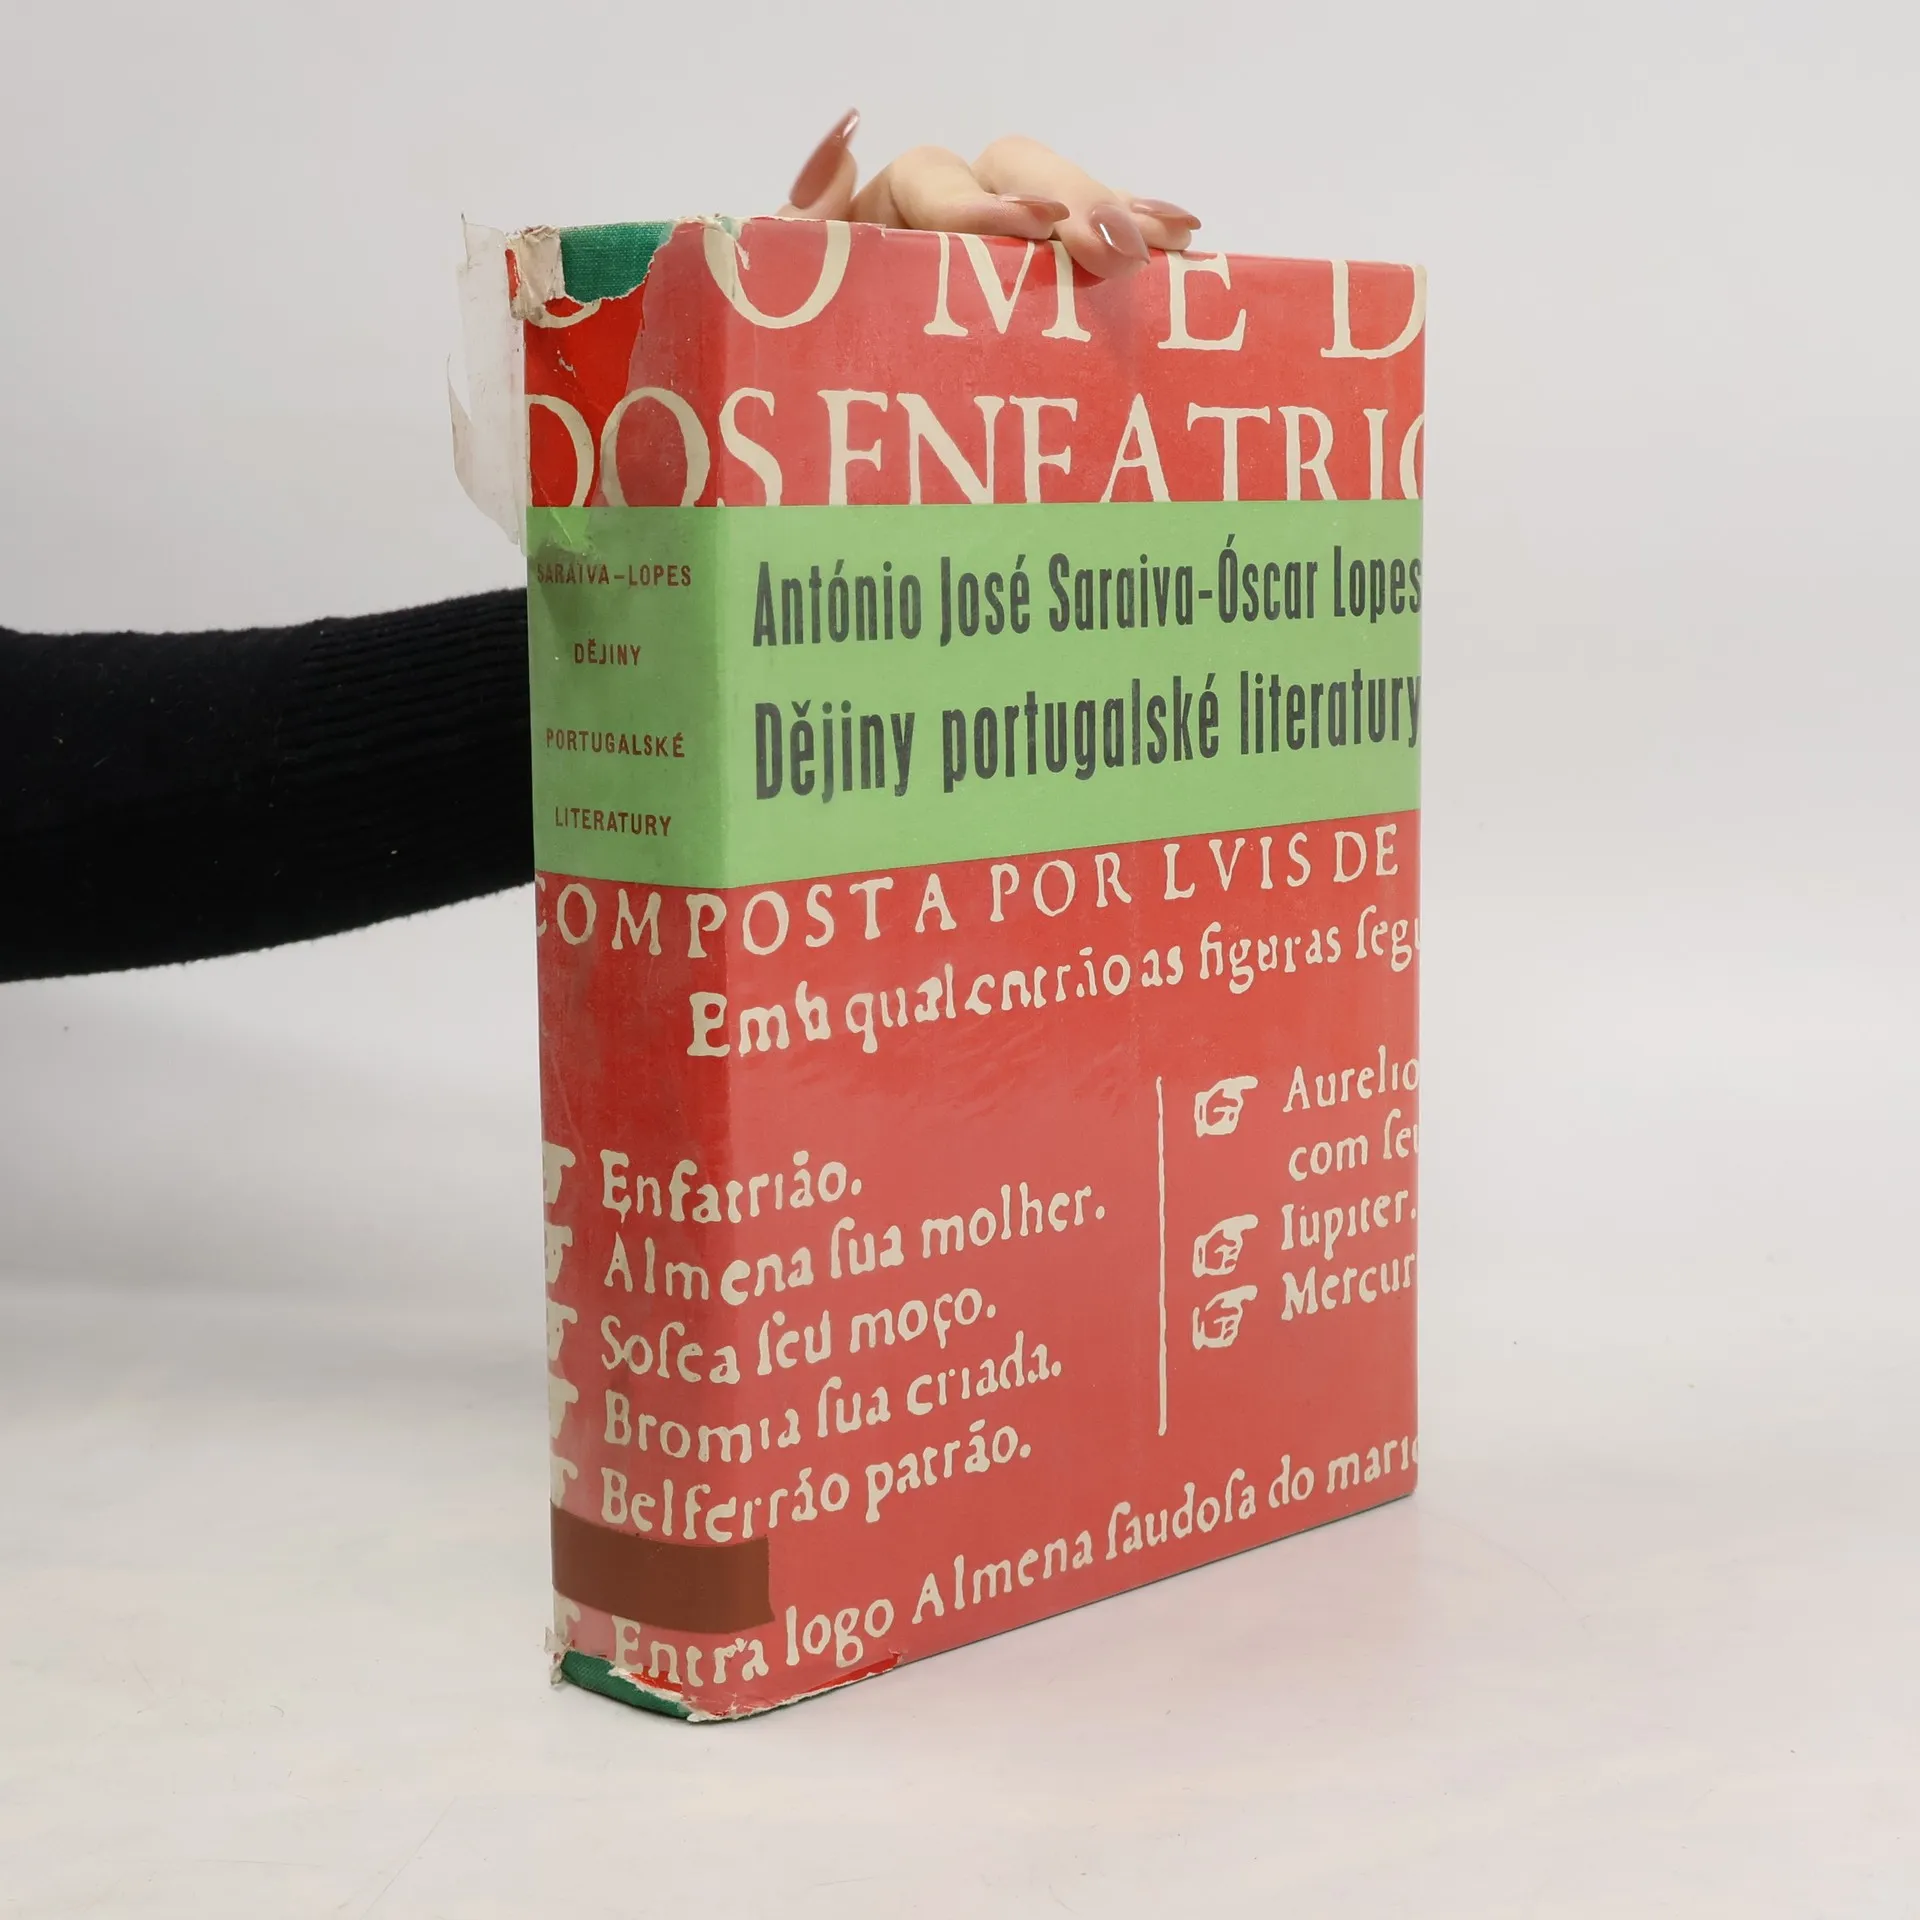 SARAIVA-LOPES
DĚJINY
PORTUGALSKÉ
LITERATURY
OMED
DOS ENFATRIO
António José Saraiva-Óscar Lopes
Dějiny portugalské literatury
COMPOSTA POR LVIS DE
Em a qual entrão as figuras ſegu
Enfatrião.
Almena ſua molher.
Soſea ſeu moço.
Bromia ſua criada.
Belferrão patrão.
Aurelio
com ſeu
Iupiter.
Mercur
Entra logo Almena ſaudoſa do marid